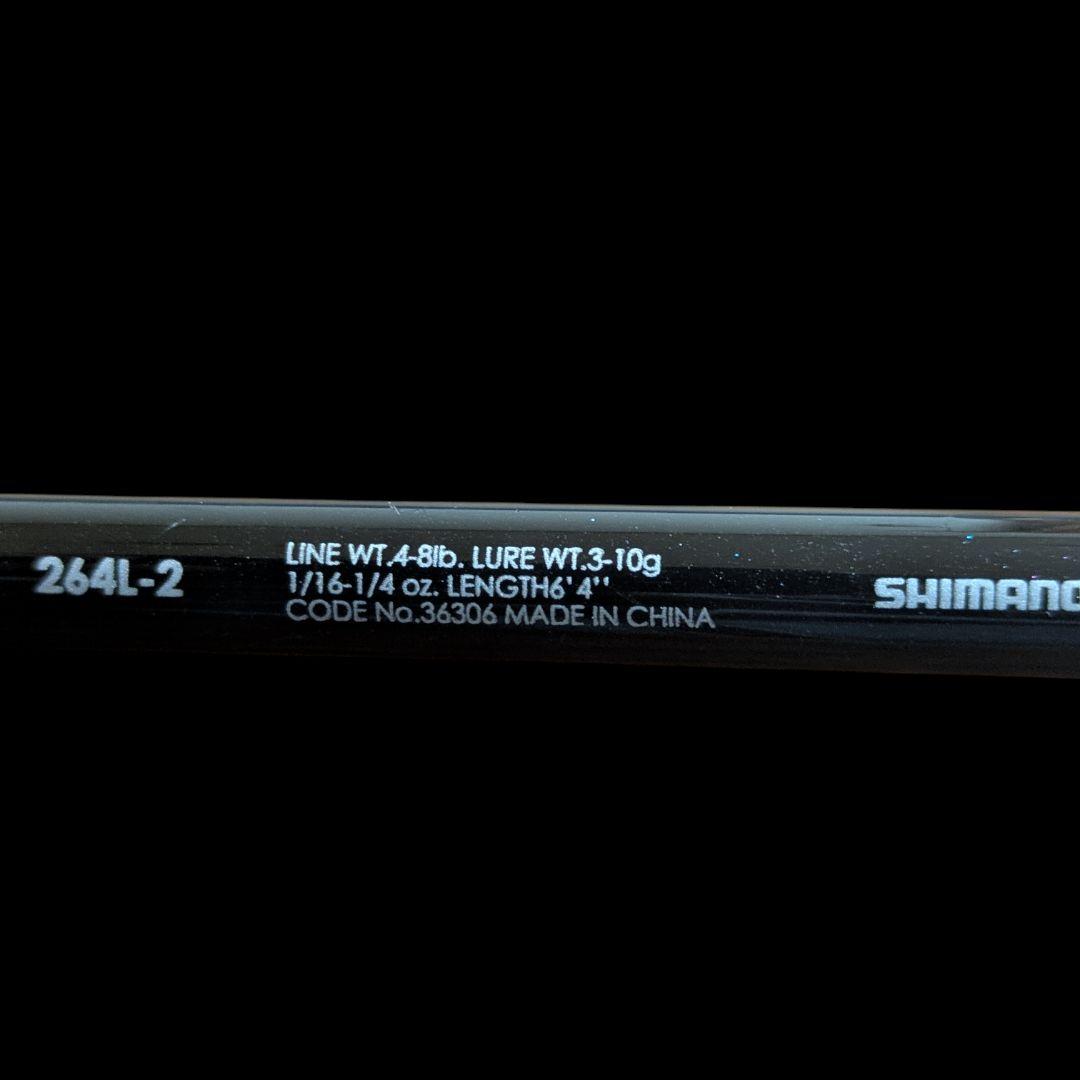 264L-2
LINE WT.4-8lb. LURE WT.3-10g
1/16-1/4 oz. LENGTH6'4''
CODE No.36306 MADE IN CHINA
SHIMANO